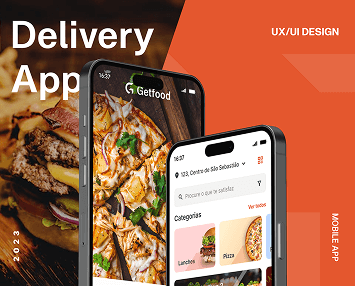 Delivery
App
UX/UI DESIGN
16:37
Getfood
16:37
123, Centro de São Sebastião
Procure o que te satisfaz
Categorias
Ver todos
Lanches
Pizza
2023
MOBILE APP